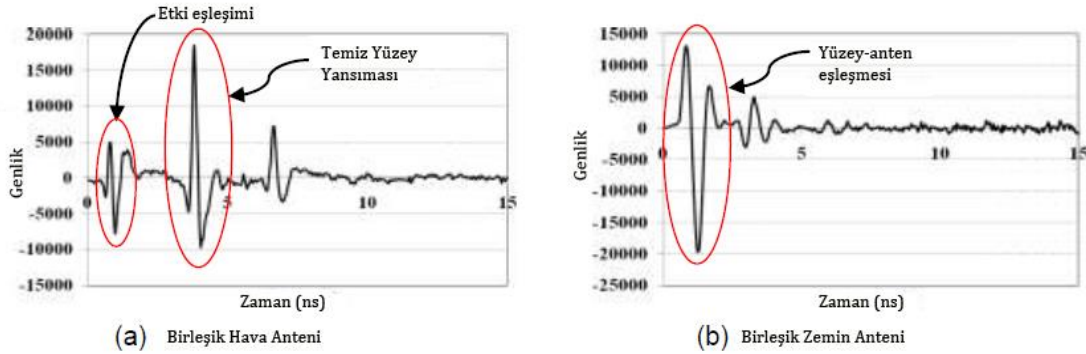 Etki eşleşimi
Temiz Yüzey
Yansıması
20000
15000
10000
5000
0
-5000
-10000
-15000
Genlik
0
5
10
15
Zaman (ns)
(a) Birleşik Hava Anteni
Yüzey-anten
eşleşmesi
15000
10000
5000
0
-5000
-10000
-15000
-20000
-25000
Genlik
0
5
10
15
Zaman (ns)
(b) Birleşik Zemin Anteni